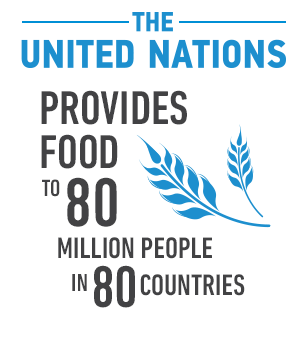 THE
UNITED NATIONS
PROVIDES
FOOD
TO 80
MILLION PEOPLE
IN 80 COUNTRIES